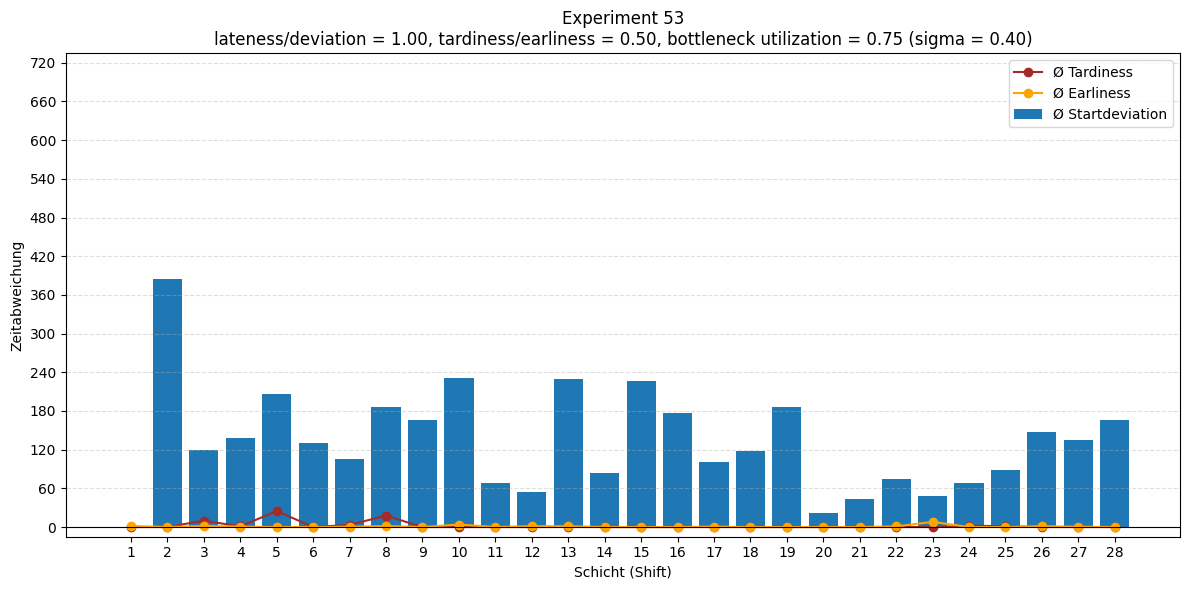 Experiment 53
lateness/deviation = 1.00, tardiness/earliness = 0.50, bottleneck utilization = 0.75 (sigma = 0.40)
Ø Tardiness
Ø Earliness
Ø Startdeviation
Zeitabweichung
720
660
600
540
480
420
360
300
240
180
120
60
0
1 2 3 4 5 6 7 8 9 10 11 12 13 14 15 16 17 18 19 20 21 22 23 24 25 26 27 28
Schicht (Shift)